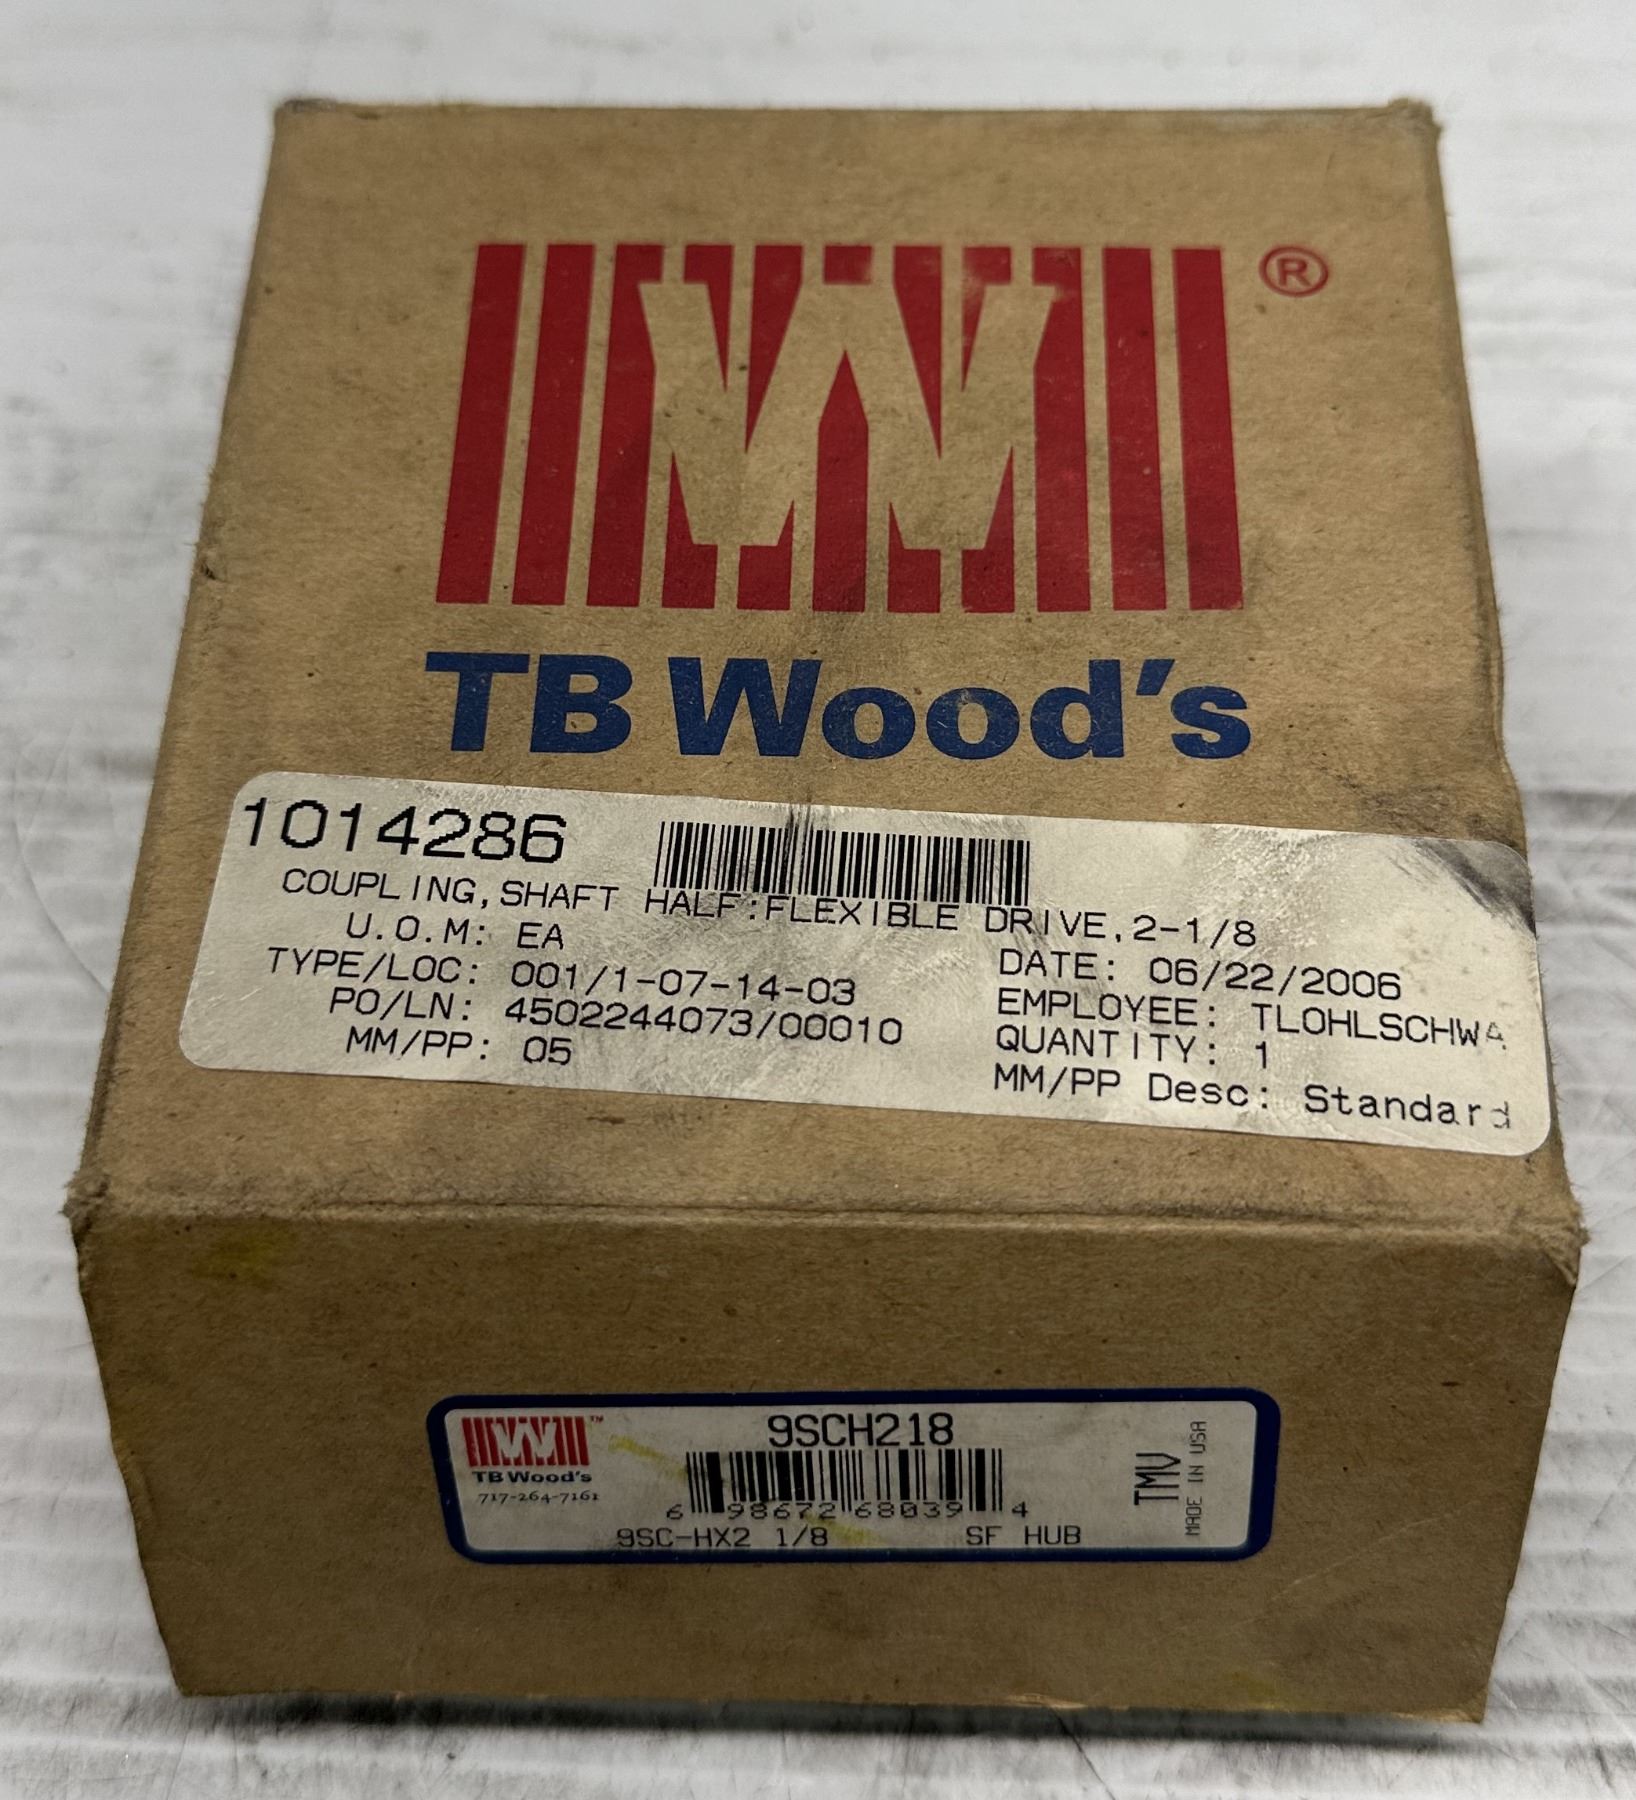 W ®
TB Wood's
1014286
COUPLING, SHAFT HALF:FLEXIBLE DRIVE, 2-1/8
U.O.M: EA
TYPE/LOC: 001/1-07-14-03
PO/LN: 4502244073/00010
MM/PP: 05
DATE: 06/22/2006
EMPLOYEE: TLOHLSCHWA
QUANTITY: 1
MM/PP Desc: Standard
W ™
TB Wood's
717-264-7161
9SCH218
6 98672 68039 4
9SC-HX2 1/8 SF HUB
TMV
MADE IN USA